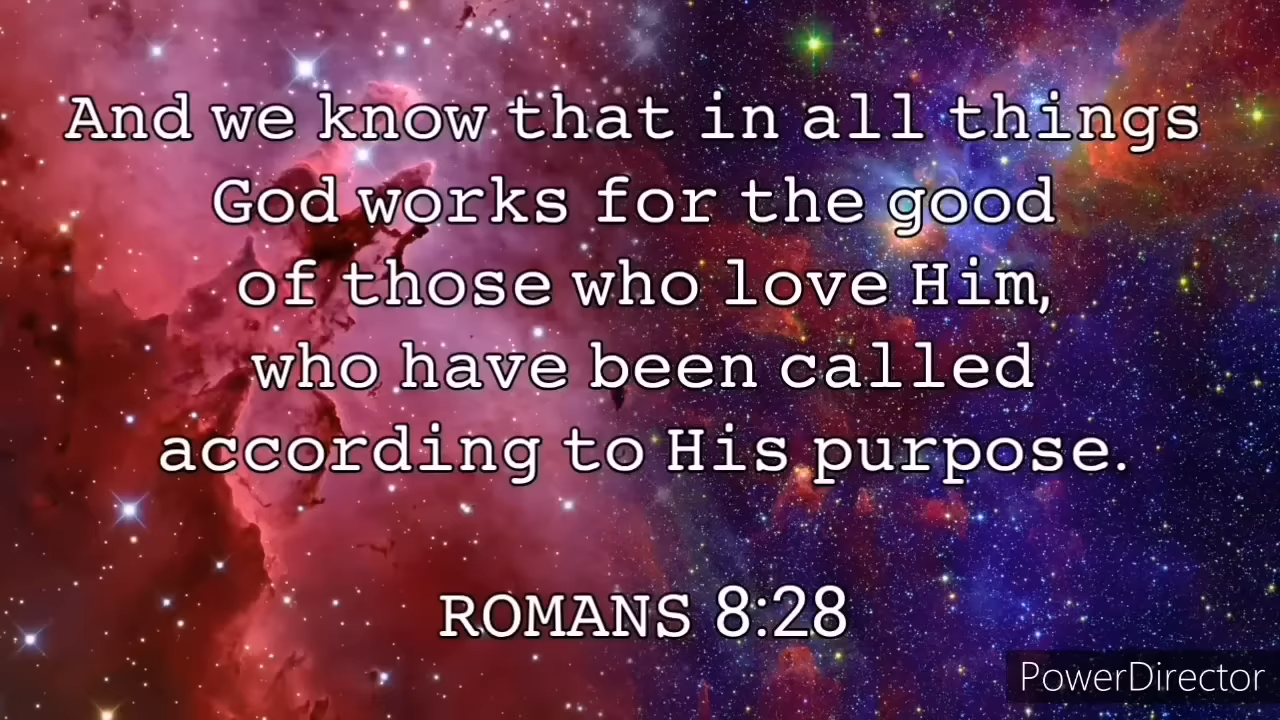 And we know that in all things
God works for the good
of those who love Him,
who have been called
according to His purpose.
ROMANS 8:28
PowerDirector